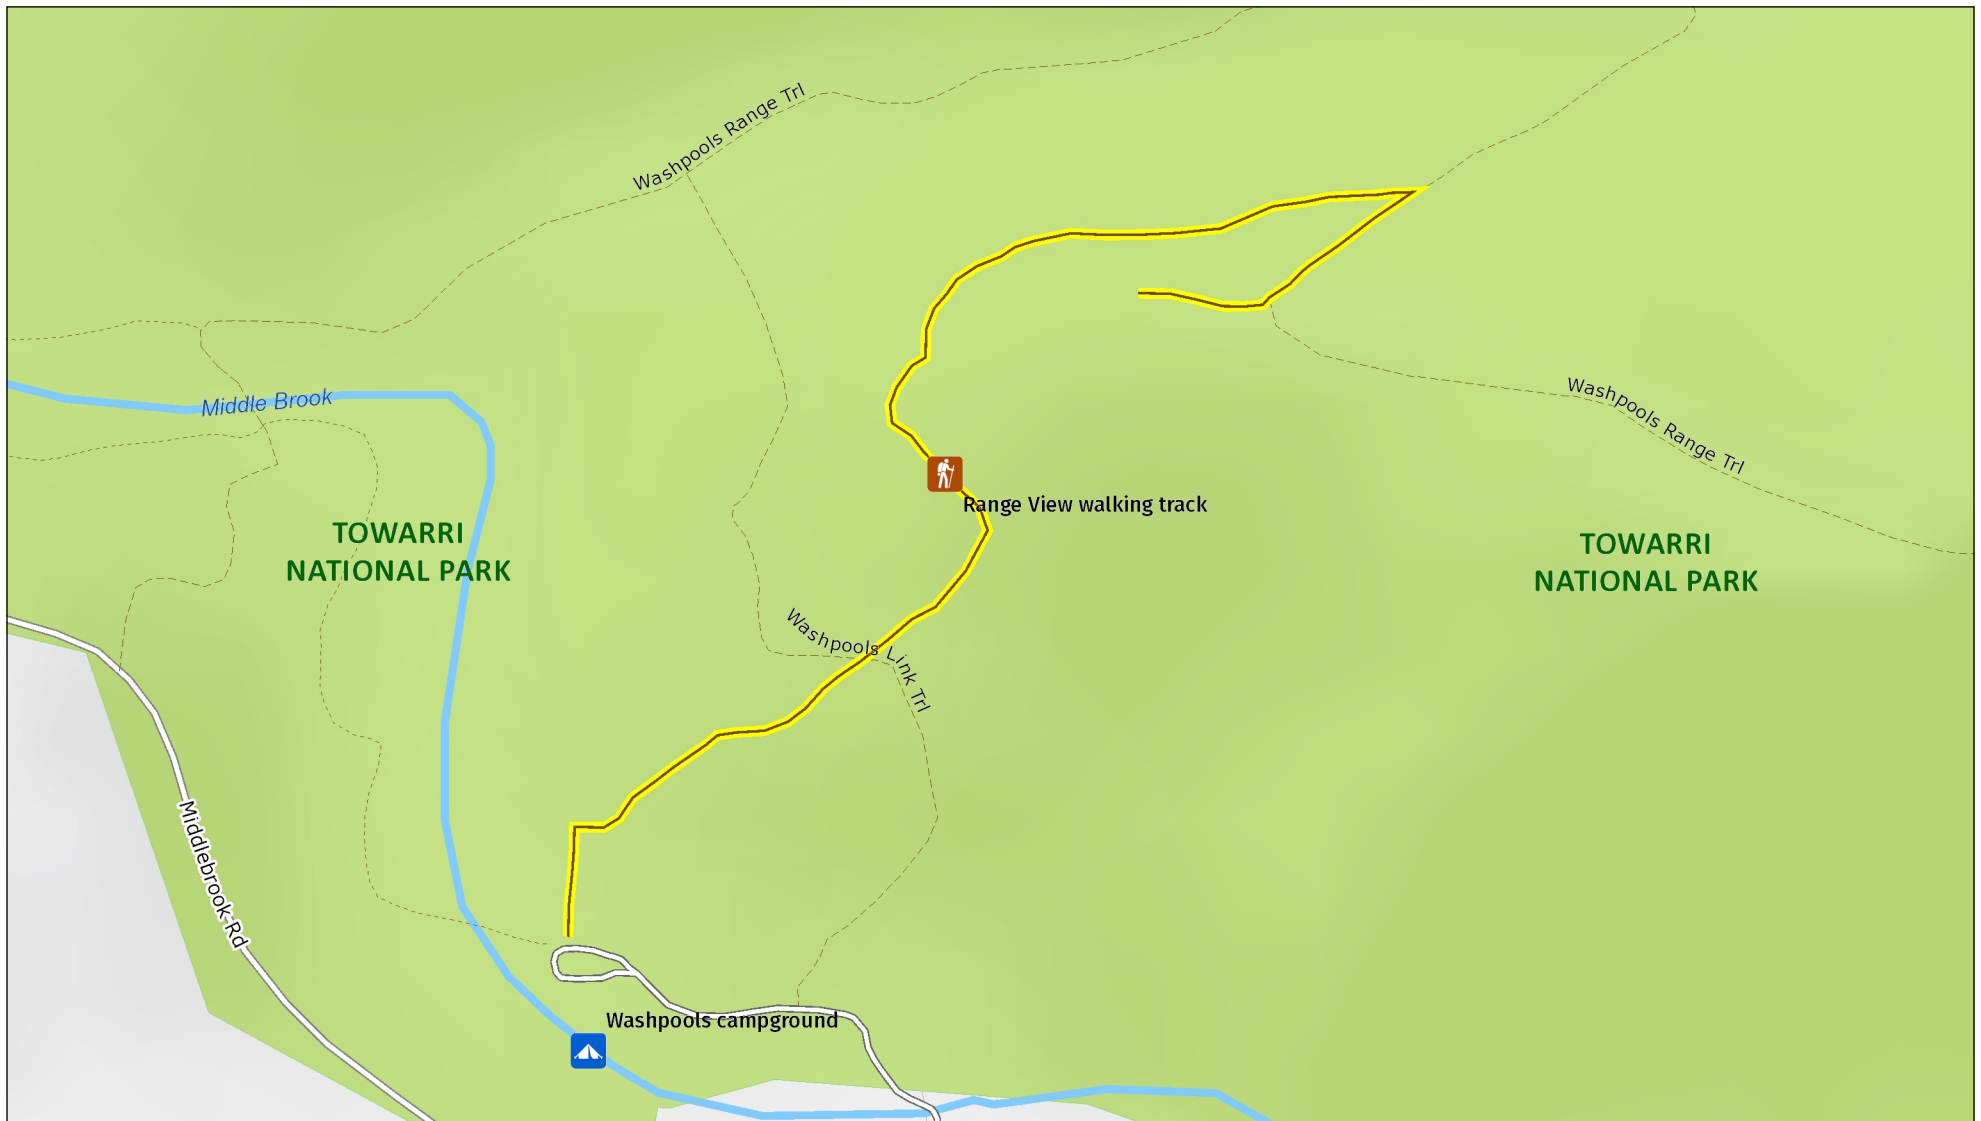 Washpools Range Trl
Middle Brook
Washpools Range Trl
Range View walking track
TOWARRI
NATIONAL PARK
TOWARRI
NATIONAL PARK
Washpools Link Trl
Middlebrook Rd
Washpools campground